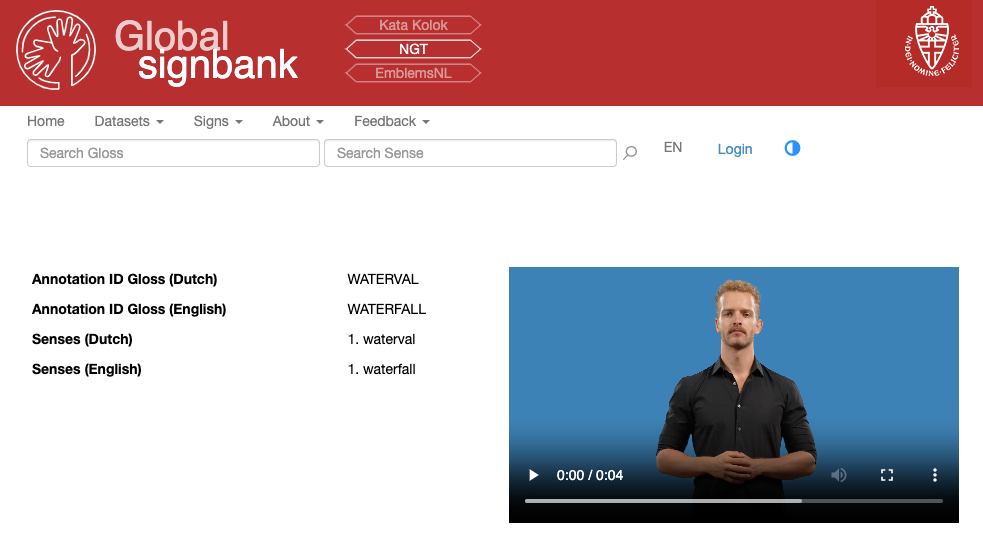 Global
signbank
Kata Kolok
NGT
EmblemsNL
IN·DEI·NOMINE·FELICITER
Home Datasets Signs About Feedback
Search Gloss Search Sense EN Login
Annotation ID Gloss (Dutch) WATERVAL
Annotation ID Gloss (English) WATERFALL
Senses (Dutch) 1. waterval
Senses (English) 1. waterfall
0:00 / 0:04